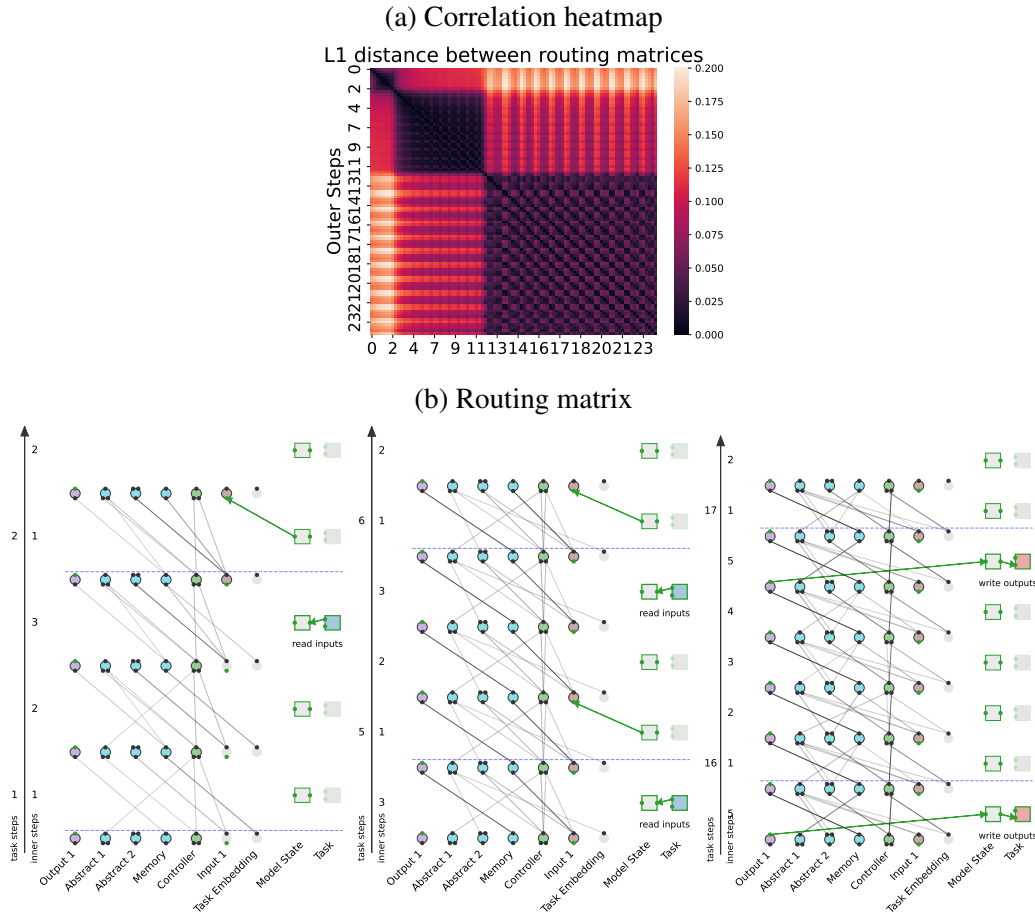 (a) Correlation heatmap
L1 distance between routing matrices
Outer Steps
0
2
4
7
9
11
13
14
16
17
18
20
21
23
0 2 4 7 9 11 13 14 16 17 18 20 21 23
0.200
0.175
0.150
0.125
0.100
0.075
0.050
0.025
0.000
(b) Routing matrix
2
2 1
3
read inputs
2
1 1
task steps
inner steps
Output 1
Abstract 1
Abstract 2
Memory
Controller
Input 1
Task Embedding
Model State
Task
2
6 1
3
read inputs
2
5 1
3
read inputs
task steps
inner steps
Output 1
Abstract 1
Abstract 2
Memory
Controller
Input 1
Task Embedding
Model State
Task
2
17 1
5
write outputs
4
3
2
16 1
write outputs
task steps
inner steps
Output 1
Abstract 1
Abstract 2
Memory
Controller
Input 1
Task Embedding
Model State
Task